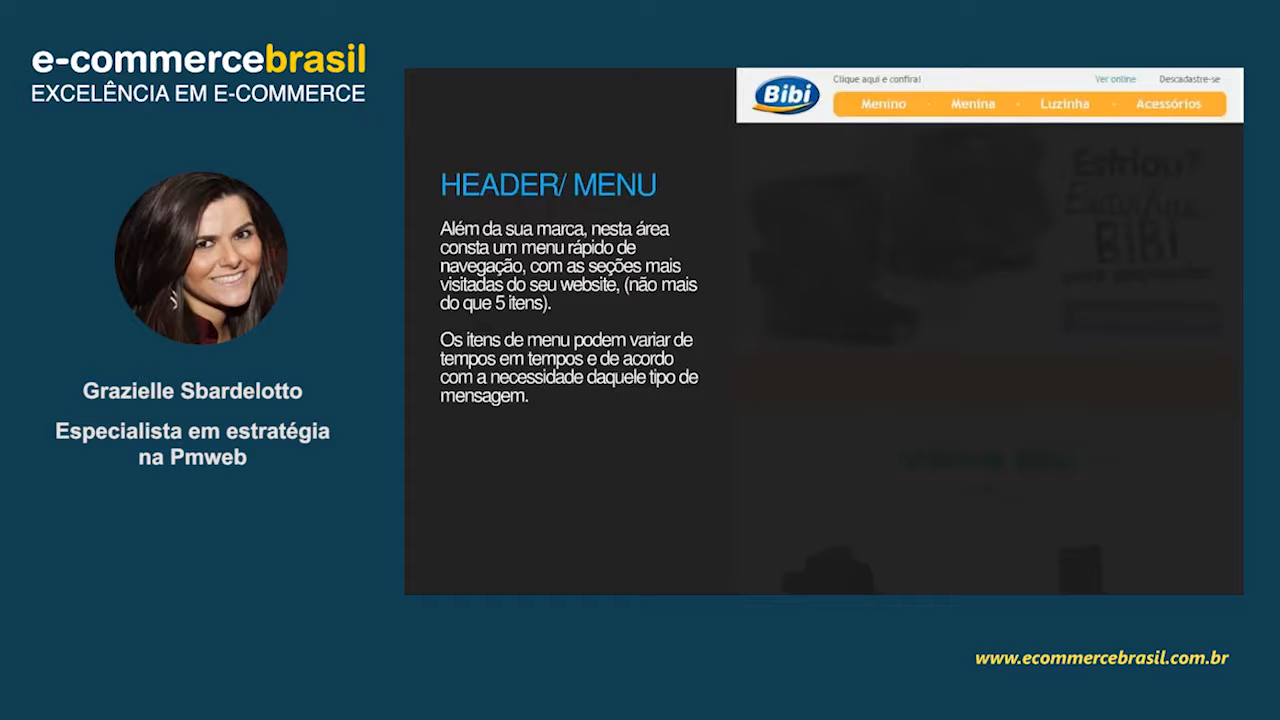 e-commercebrasil
EXCELÊNCIA EM E-COMMERCE
Grazielle Sbardelotto
Especialista em estratégia
na Pmweb
HEADER/ MENU
Além da sua marca, nesta área
consta um menu rápido de
navegação, com as seções mais
visitadas do seu website, (não mais
do que 5 itens).
Os itens de menu podem variar de
tempos em tempos e de acordo
com a necessidade daquele tipo de
mensagem.
Clique aqui e confira!
Ver online
Descadastre-se
Bibi
Menino · Menina · Luzinha · Acessórios
Esfriou?
BIBI
www.ecommercebrasil.com.br